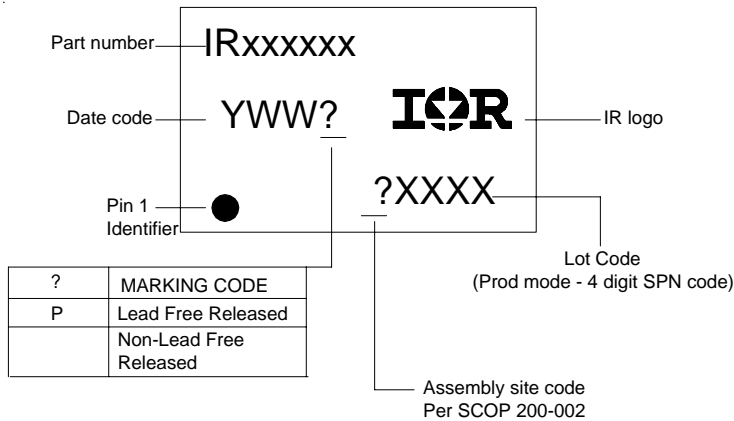 Part number
IRxxxxxx
Date code
YWW?
IOR
IR logo
?XXXX
Pin 1
Identifier
Lot Code
(Prod mode - 4 digit SPN code)
? MARKING CODE
P Lead Free Released
Non-Lead Free
Released
Assembly site code
Per SCOP 200-002